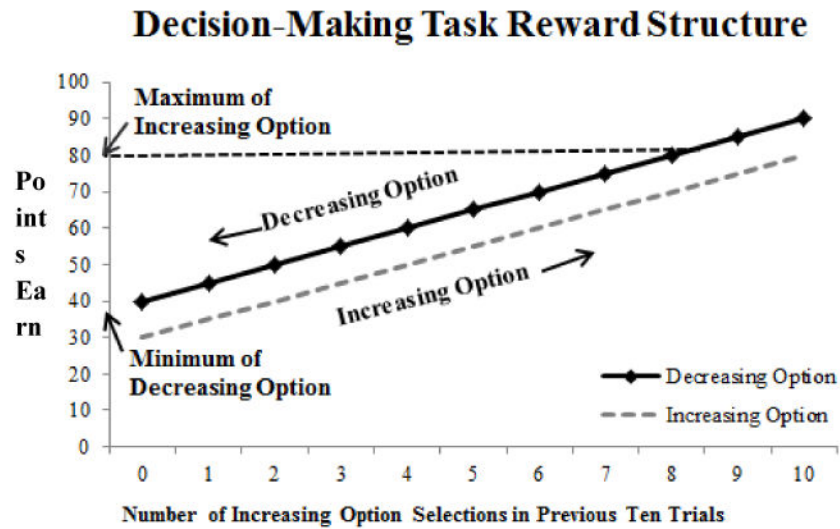 Decision-Making Task Reward Structure
100
90
80
70
60
50
40
30
20
10
0
Po
int
s
Ea
rn
Maximum of
Increasing Option
Decreasing Option
Increasing Option
Minimum of
Decreasing Option
Decreasing Option
Increasing Option
0 1 2 3 4 5 6 7 8 9 10
Number of Increasing Option Selections in Previous Ten Trials